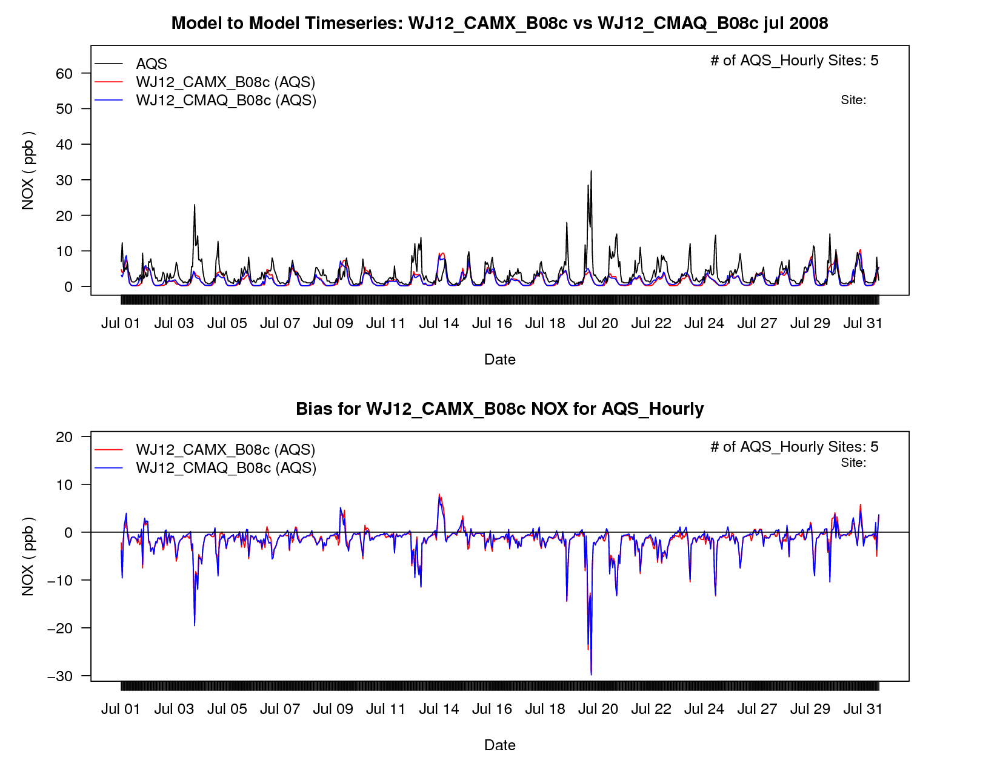 Model to Model Timeseries: WJ12_CAMX_B08c vs WJ12_CMAQ_B08c jul 2008
AQS
WJ12_CAMX_B08c (AQS)
WJ12_CMAQ_B08c (AQS)
# of AQS_Hourly Sites: 5
Site:
60
50
40
30
20
10
0
NOX ( ppb )
Jul 01 Jul 03 Jul 05 Jul 07 Jul 09 Jul 11 Jul 14 Jul 16 Jul 18 Jul 20 Jul 22 Jul 24 Jul 27 Jul 29 Jul 31
Date
Bias for WJ12_CAMX_B08c NOX for AQS_Hourly
WJ12_CAMX_B08c (AQS)
WJ12_CMAQ_B08c (AQS)
# of AQS_Hourly Sites: 5
Site:
20
10
0
−10
−20
−30
NOX ( ppb )
Jul 01 Jul 03 Jul 05 Jul 07 Jul 09 Jul 11 Jul 14 Jul 16 Jul 18 Jul 20 Jul 22 Jul 24 Jul 27 Jul 29 Jul 31
Date